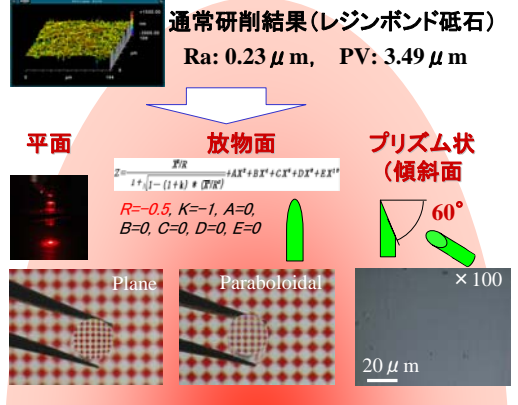 通常研削結果(レジンボンド砥石)
Ra: 0.23μm, PV: 3.49μm
平面
放物面
プリズム状
(傾斜面
R=-0.5, K=-1, A=0,
B=0, C=0, D=0, E=0
60°
Plane
Paraboloidal
×100
20μm